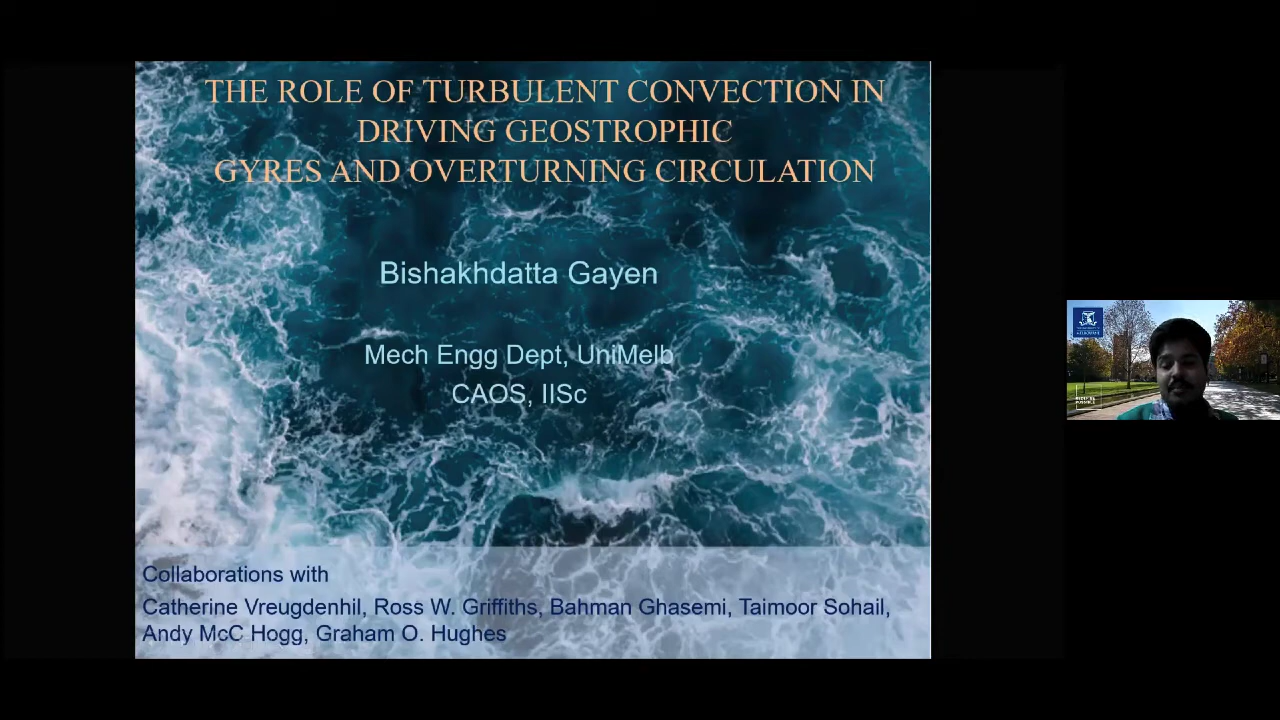 THE ROLE OF TURBULENT CONVECTION IN
DRIVING GEOSTROPHIC
GYRES AND OVERTURNING CIRCULATION
Bishakhdatta Gayen
Mech Engg Dept, UniMelb
CAOS, IISc
Collaborations with
Catherine Vreugdenhil, Ross W. Griffiths, Bahman Ghasemi, Taimoor Sohail,
Andy McC Hogg, Graham O. Hughes
MELBOURNE